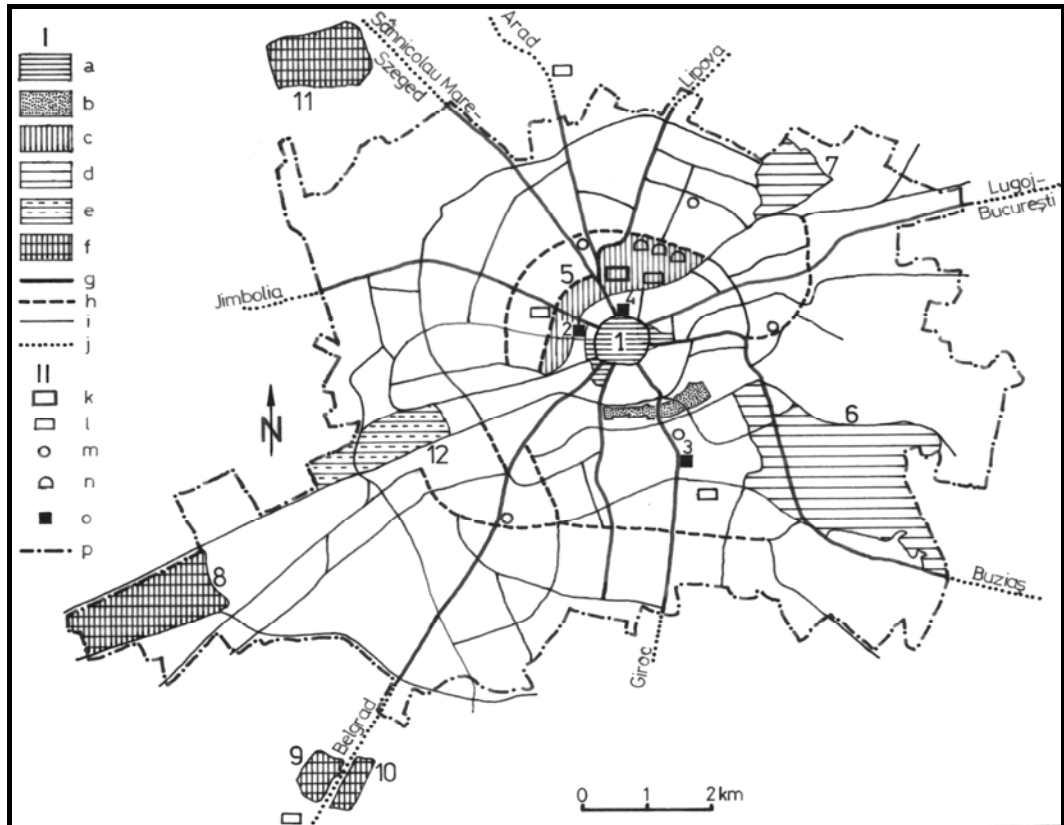 I
a
b
c
d
e
f
g
h
i
j
II
k
l
m
n
o
p
11
Sânnicolau Mare-
Szeged
Arad
Lipova
7
Lugoj-
București
5
4
Jimbolia
2
1
6
N
12
3
8
Buziaș
Giroc
Belgrad
9
10
0 1 2 km